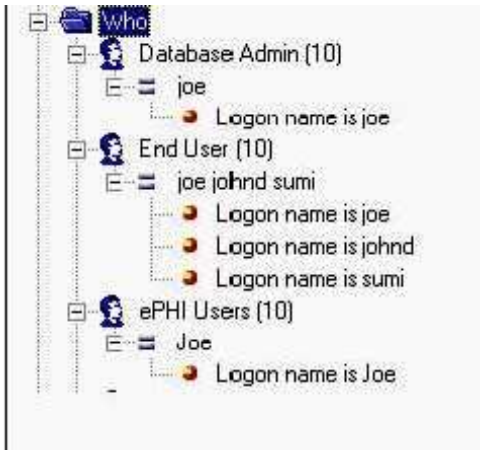 Who
Database Admin (10)
joe
Logon name is joe
End User (10)
joe johnd sumi
Logon name is joe
Logon name is johnd
Logon name is sumi
ePHI Users (10)
Joe
Logon name is Joe